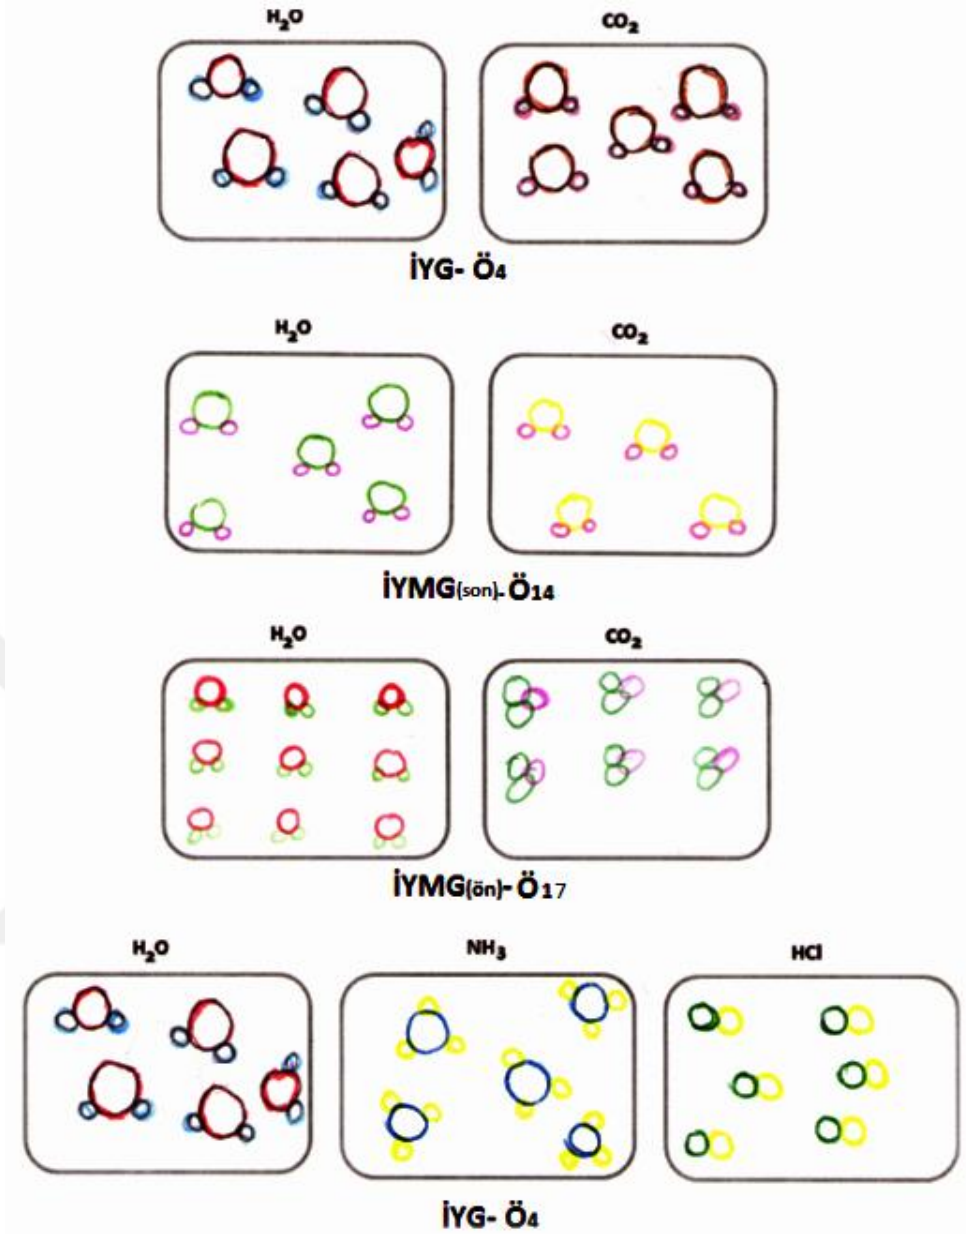 H₂O CO₂
İYG- Ö4
H₂O CO₂
İYMG(son)-Ö14
H₂O CO₂
İYMG(ön)-Ö17
H₂O NH₃ HCl
İYG- Ö4